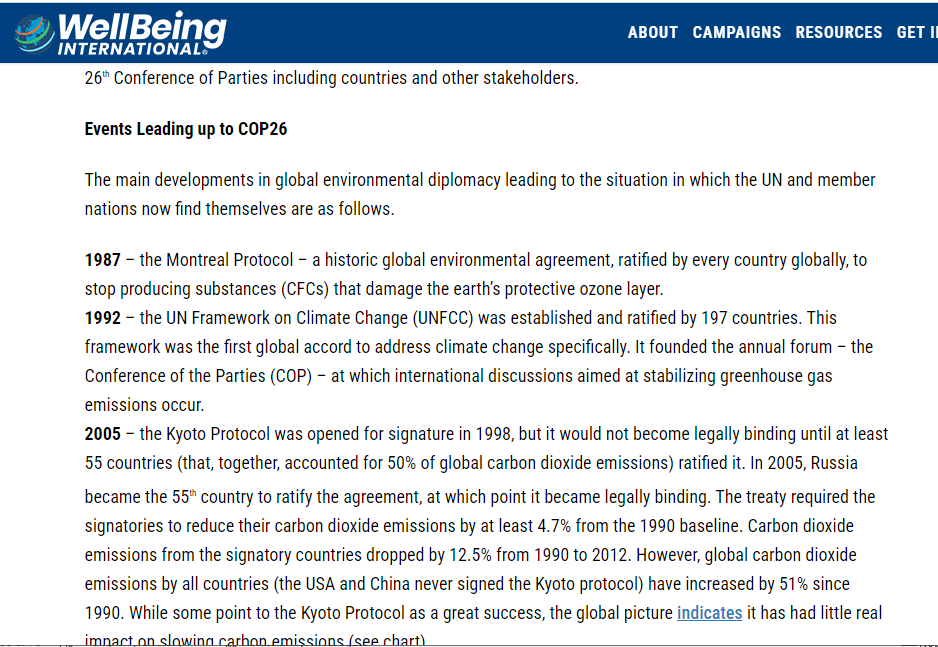 WellBeing
INTERNATIONAL®
ABOUT CAMPAIGNS RESOURCES GET I
26th Conference of Parties including countries and other stakeholders.
Events Leading up to COP26
The main developments in global environmental diplomacy leading to the situation in which the UN and member
nations now find themselves are as follows.
1987 – the Montreal Protocol – a historic global environmental agreement, ratified by every country globally, to
stop producing substances (CFCs) that damage the earth's protective ozone layer.
1992 – the UN Framework on Climate Change (UNFCC) was established and ratified by 197 countries. This
framework was the first global accord to address climate change specifically. It founded the annual forum – the
Conference of the Parties (COP) – at which international discussions aimed at stabilizing greenhouse gas
emissions occur.
2005 – the Kyoto Protocol was opened for signature in 1998, but it would not become legally binding until at least
55 countries (that, together, accounted for 50% of global carbon dioxide emissions) ratified it. In 2005, Russia
became the 55th country to ratify the agreement, at which point it became legally binding. The treaty required the
signatories to reduce their carbon dioxide emissions by at least 4.7% from the 1990 baseline. Carbon dioxide
emissions from the signatory countries dropped by 12.5% from 1990 to 2012. However, global carbon dioxide
emissions by all countries (the USA and China never signed the Kyoto protocol) have increased by 51% since
1990. While some point to the Kyoto Protocol as a great success, the global picture indicates it has had little real
impact on slowing carbon emissions (see chart)